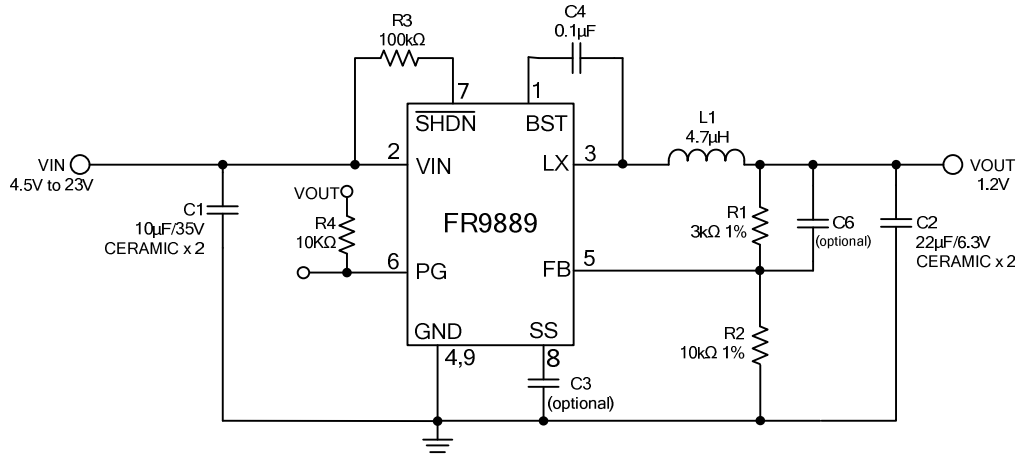 C4
0.1µF
R3
100kΩ
7
1
SHDN
BST
L1
4.7µH
VIN
4.5V to 23V
2
VIN
LX
3
VOUT
1.2V
VOUT
C1
10µF/35V
CERAMIC x 2
R4
10KΩ
FR9889
R1
3kΩ 1%
C6
(optional)
C2
22µF/6.3V
CERAMIC x 2
6
PG
FB
5
GND
SS
R2
10kΩ 1%
4,9
8
C3
(optional)